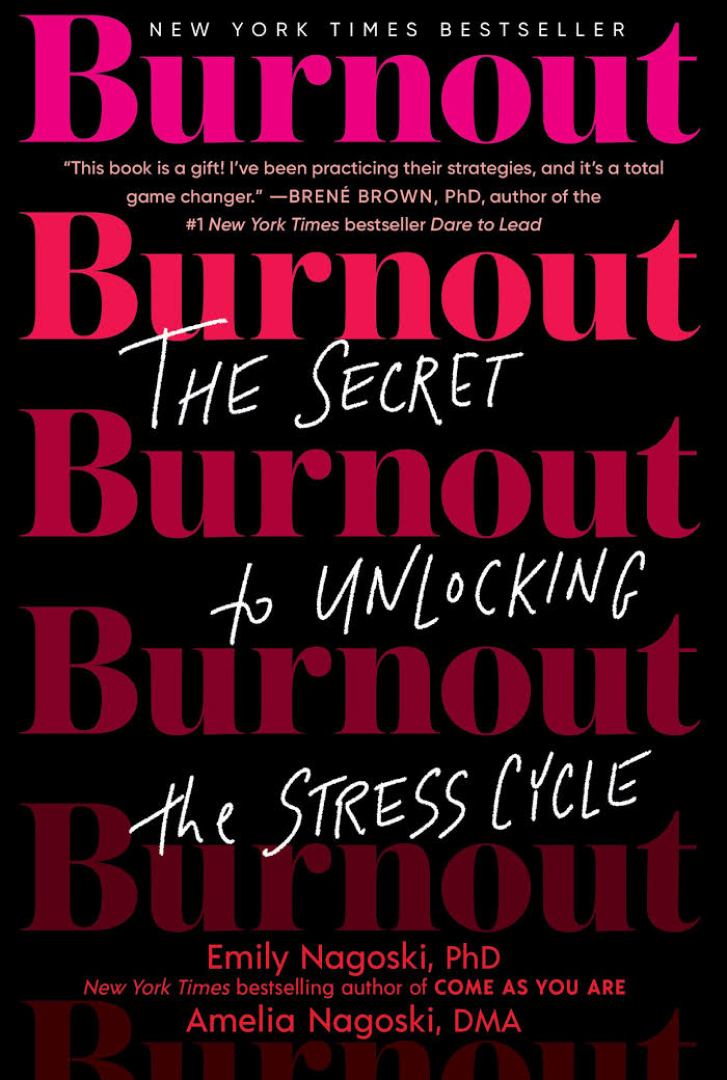 NEW YORK TIMES BESTSELLER
Burnout
“This book is a gift! I’ve been practicing their strategies, and it’s a total
game changer.” —BRENÉ BROWN, PhD, author of the
#1 New York Times bestseller Dare to Lead
Burnout
THE SECRET
Burnout
to UNLOCKING
Burnout
the STRESS CYCLE
Burnout
Emily Nagoski, PhD
New York Times bestselling author of COME AS YOU ARE
Amelia Nagoski, DMA
Burnout